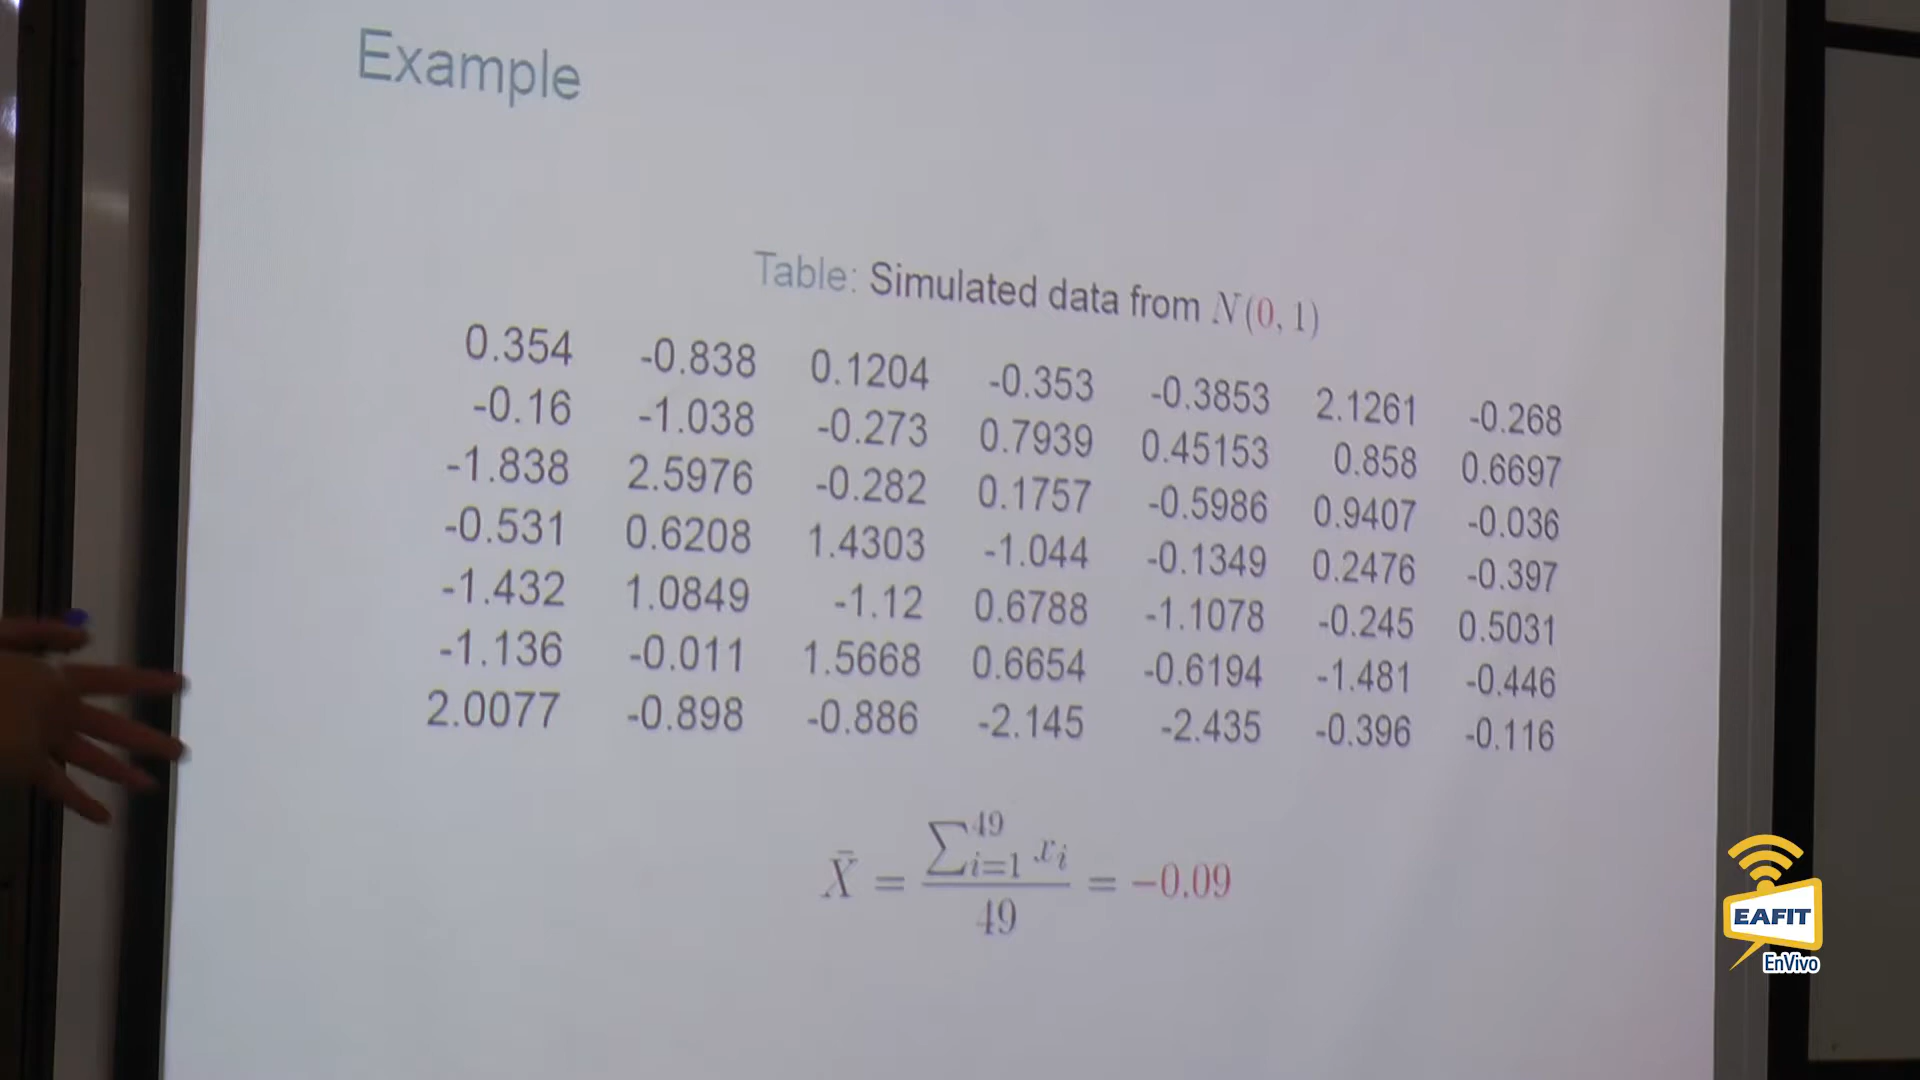 Example
Table: Simulated data from N(0, 1)
0.354 -0.838 0.1204 -0.353 -0.3853 2.1261 -0.268
-0.16 -1.038 -0.273 0.7939 0.45153 0.858 0.6697
-1.838 2.5976 -0.282 0.1757 -0.5986 0.9407 -0.036
-0.531 0.6208 1.4303 -1.044 -0.1349 0.2476 -0.397
-1.432 1.0849 -1.12 0.6788 -1.1078 -0.245 0.5031
-1.136 -0.011 1.5668 0.6654 -0.6194 -1.481 -0.446
2.0077 -0.898 -0.886 -2.145 -2.435 -0.396 -0.116
X̄ = ∑_{i=1}^{49} x_i / 49 = −0.09
EAFIT
EnVivo